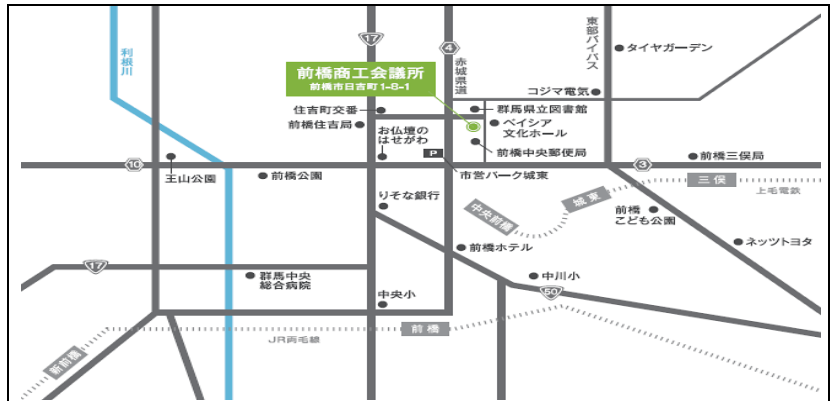 利根川
17
4
赤城県道
東部バイパス
タイヤガーデン
前橋商工会議所
前橋市日吉町1-8-1
コジマ電気
住吉町交番
群馬県立図書館
前橋住吉局
お仏壇の
はせがわ
ベイシア
文化ホール
P
前橋中央郵便局
10
3
前橋三俣局
王山公園
前橋公園
市営パーク城東
三俣
上毛電鉄
りそな銀行
城東
中央前橋
前橋
こども公園
前橋ホテル
ネッツトヨタ
17
群馬中央
総合病院
中川小
50
中央小
前橋
JR両毛線
新前橋